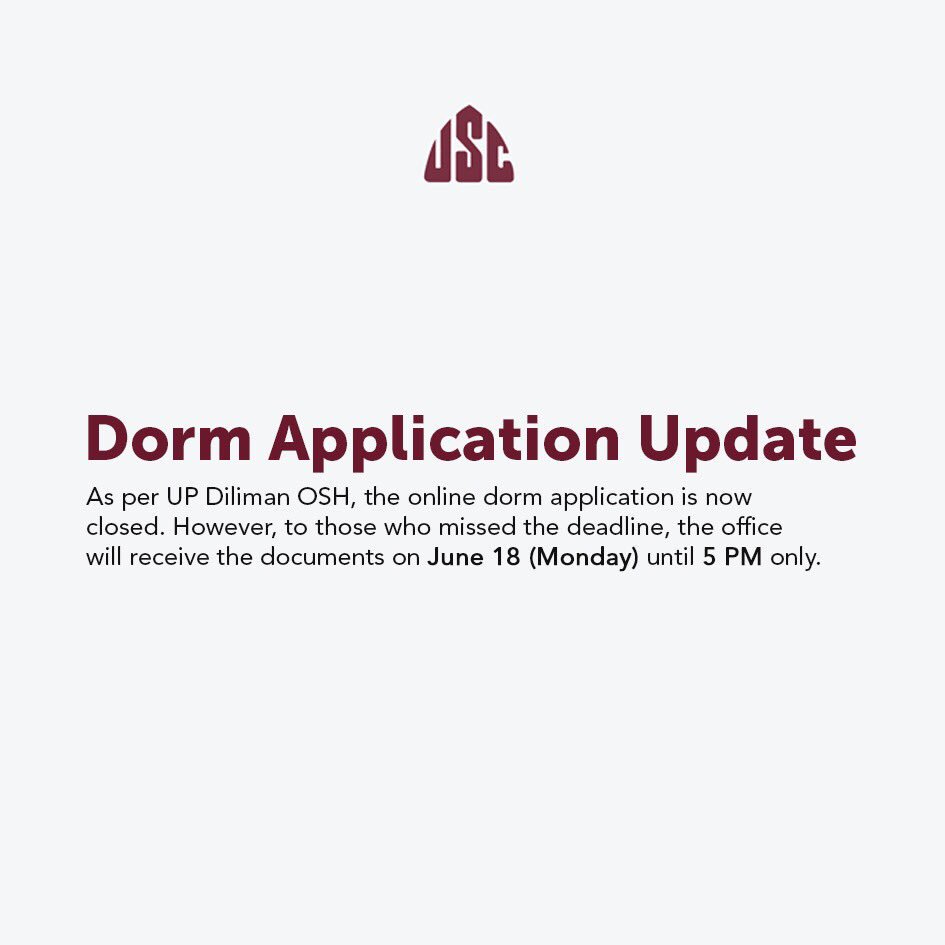 USC
Dorm Application Update
As per UP Diliman OSH, the online dorm application is now
closed. However, to those who missed the deadline, the office
will receive the documents on June 18 (Monday) until 5 PM only.